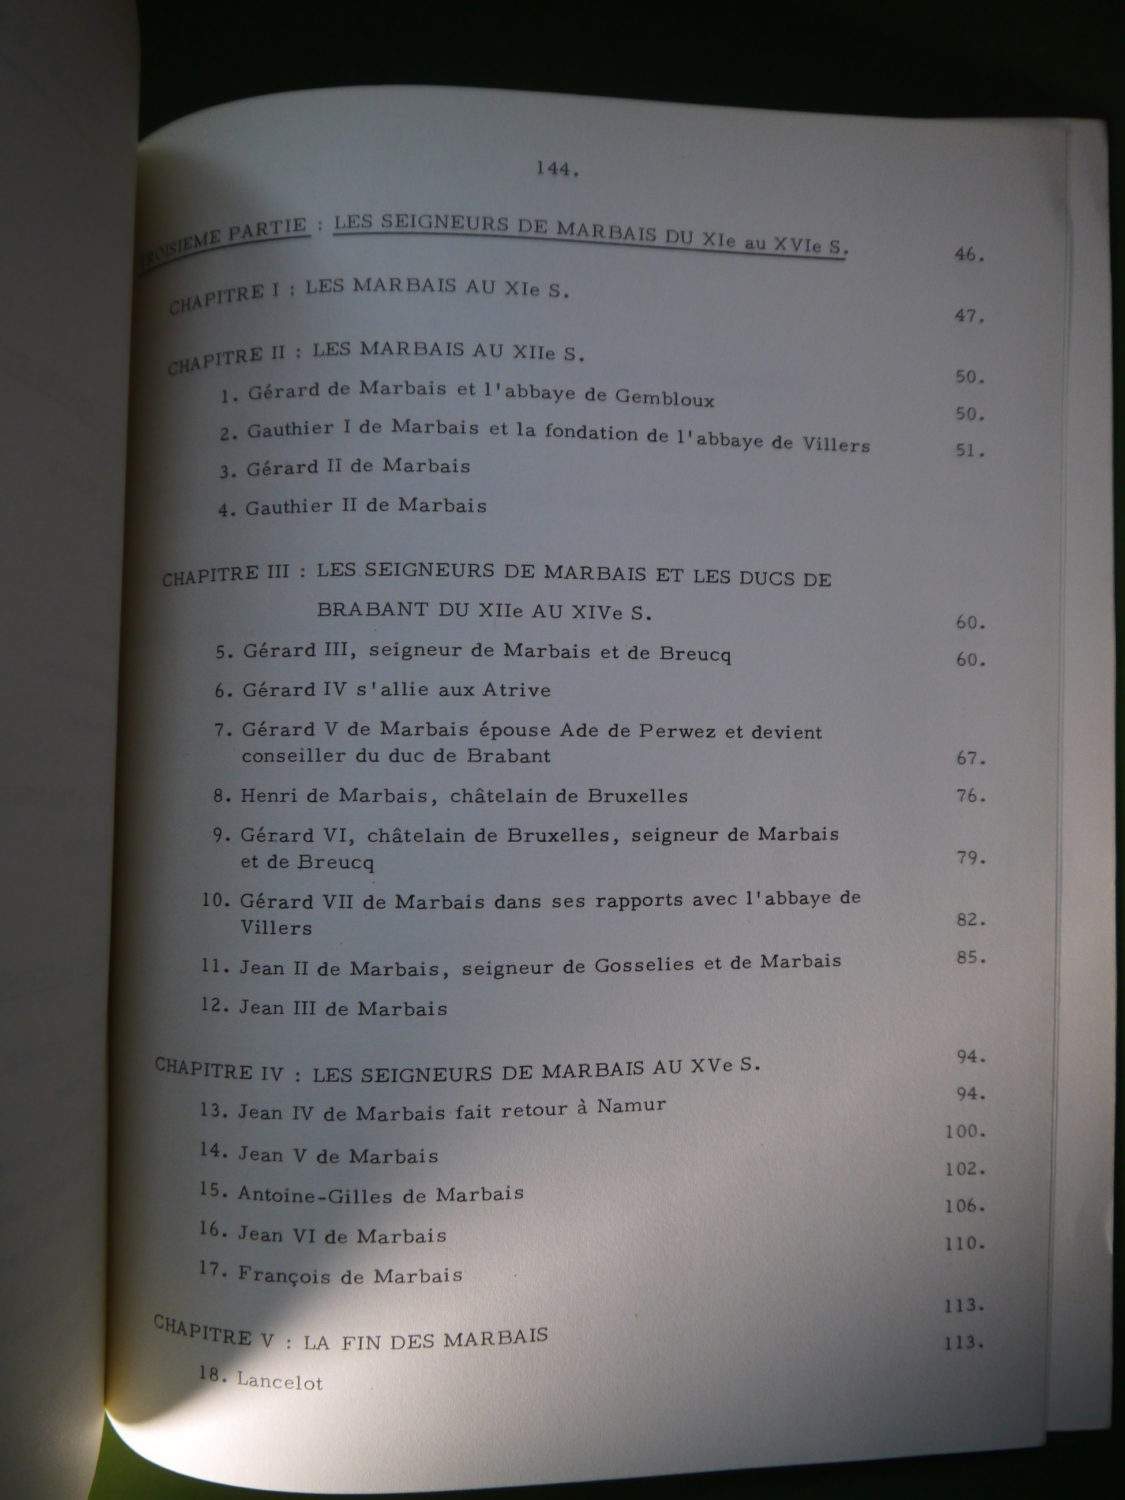 144.
TROISIEME PARTIE : LES SEIGNEURS DE MARBAIS DU XIe au XVIe S. 46.
CHAPITRE I : LES MARBAIS AU XIe S. 47.
CHAPITRE II : LES MARBAIS AU XIIe S. 50.
1. Gérard de Marbais et l'abbaye de Gembloux 50.
2. Gauthier I de Marbais et la fondation de l'abbaye de Villers 51.
3. Gérard II de Marbais
4. Gauthier II de Marbais
CHAPITRE III : LES SEIGNEURS DE MARBAIS ET LES DUCS DE
BRABANT DU XIIe AU XIVe S. 60.
5. Gérard III, seigneur de Marbais et de Breucq 60.
6. Gérard IV s'allie aux Atrive
7. Gérard V de Marbais épouse Ade de Perwez et devient
conseiller du duc de Brabant 67.
8. Henri de Marbais, châtelain de Bruxelles 76.
9. Gérard VI, châtelain de Bruxelles, seigneur de Marbais
et de Breucq 79.
10. Gérard VII de Marbais dans ses rapports avec l'abbaye de
Villers 82.
11. Jean II de Marbais, seigneur de Gosselies et de Marbais 85.
12. Jean III de Marbais
CHAPITRE IV : LES SEIGNEURS DE MARBAIS AU XVe S. 94.
13. Jean IV de Marbais fait retour à Namur 94.
14. Jean V de Marbais 100.
15. Antoine-Gilles de Marbais 102.
16. Jean VI de Marbais 106.
17. François de Marbais 110.
CHAPITRE V : LA FIN DES MARBAIS 113.
18. Lancelot 113.